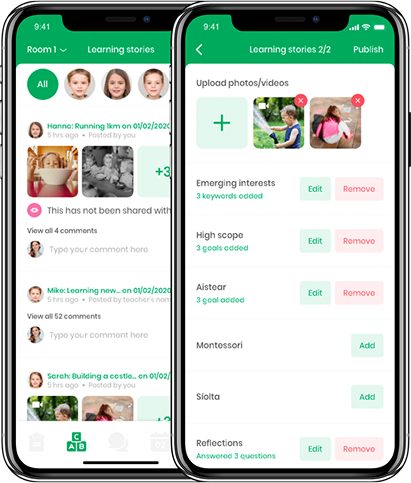 9:41
Room 1
Learning stories
All
Hanna: Running 1km on 01/02/2020
5 hrs ago • Posted by you
+3
This has not been shared with
View all 4 comments
Type your comment here
Mike: Learning new... on 01/02/
5 hrs ago • Posted by teacher's nam
View all 52 comments
Type your comment here
Sarah: Building a castle... on 01/02/
5 hrs ago • Posted by you
C
A B
02
9:41
Learning stories 2/2
Publish
Upload photos/videos
+
Emerging interests
3 keywords added
Edit
Remove
High scope
3 goals added
Edit
Remove
Aistear
3 goal added
Edit
Remove
Montessori
Add
Síolta
Add
Reflections
Answered 3 questions
Edit
Remove